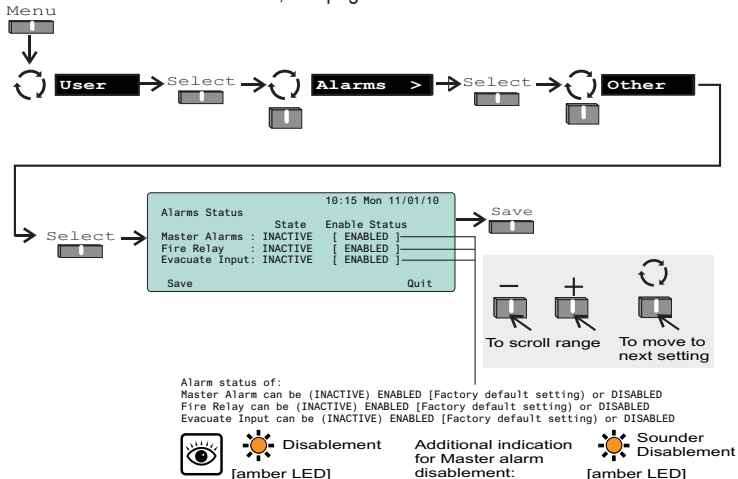 Menu
User
Select
Alarms >
Select
Other
Select
10:15 Mon 11/01/10
Alarms Status
State Enable Status
Master Alarms : INACTIVE [ ENABLED ]
Fire Relay : INACTIVE [ ENABLED ]
Evacuate Input: INACTIVE [ ENABLED ]
Save Quit
Save
− +
To scroll range
To move to
next setting
Alarm status of:
Master Alarm can be (INACTIVE) ENABLED [Factory default setting) or DISABLED
Fire Relay can be (INACTIVE) ENABLED [Factory default setting) or DISABLED
Evacuate Input can be (INACTIVE) ENABLED [Factory default setting) or DISABLED
Disablement
[amber LED]
Additional indication
for Master alarm
disablement:
Sounder
Disablement
[amber LED]